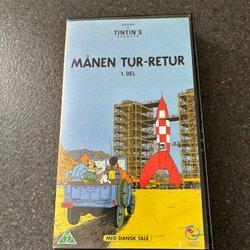 HERGÉ
TINTIN'S
EVENTYR
MÅNEN TUR-RETUR
1. DEL
7
MED DANSK TALE